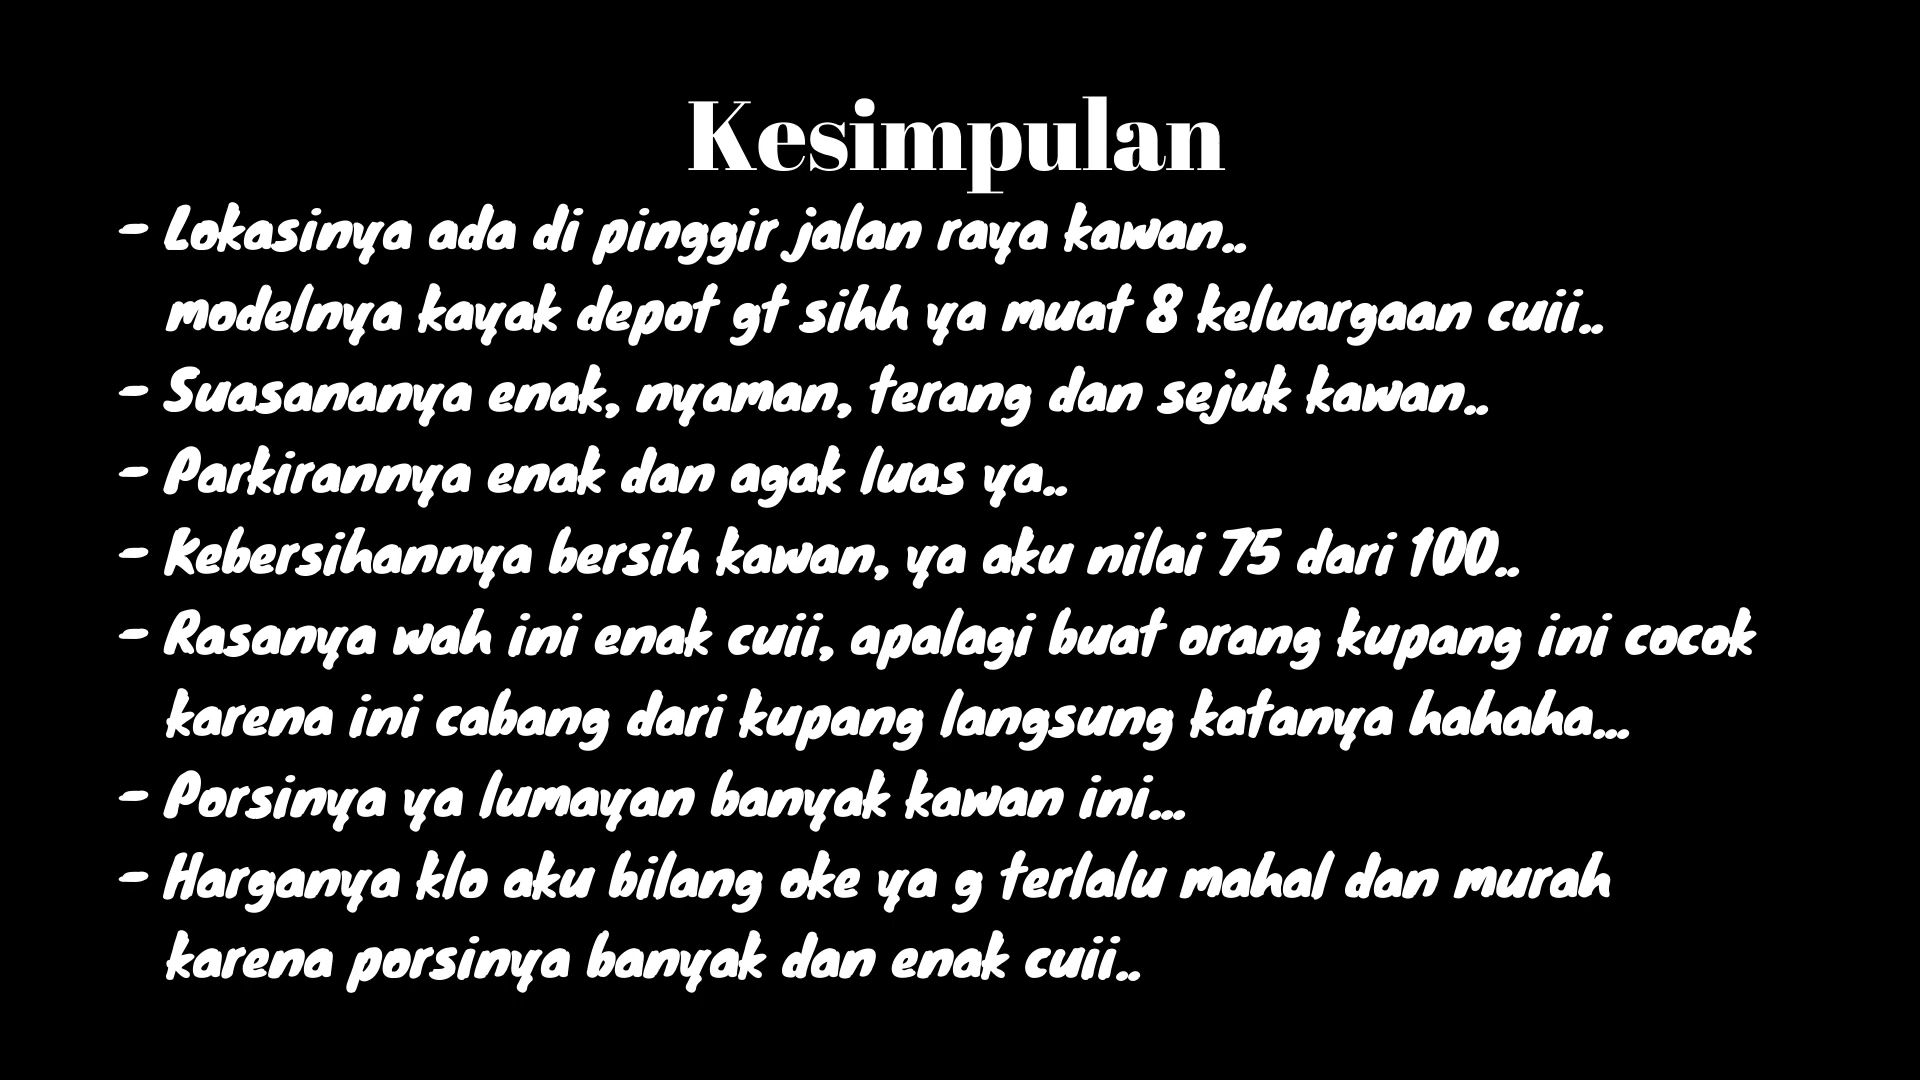 Kesimpulan
- Lokasinya ada di pinggir jalan raya kawan..
modelnya kayak depot gt sihh ya muat 8 keluargaan cuii..
- Suasananya enak, nyaman, terang dan sejuk kawan..
- Parkirannya enak dan agak luas ya..
- Kebersihannya bersih kawan, ya aku nilai 75 dari 100..
- Rasanya wah ini enak cuii, apalagi buat orang kupang ini cocok
karena ini cabang dari kupang langsung katanya hahaha...
- Porsinya ya lumayan banyak kawan ini...
- Harganya klo aku bilang oke ya g terlalu mahal dan murah
karena porsinya banyak dan enak cuii..